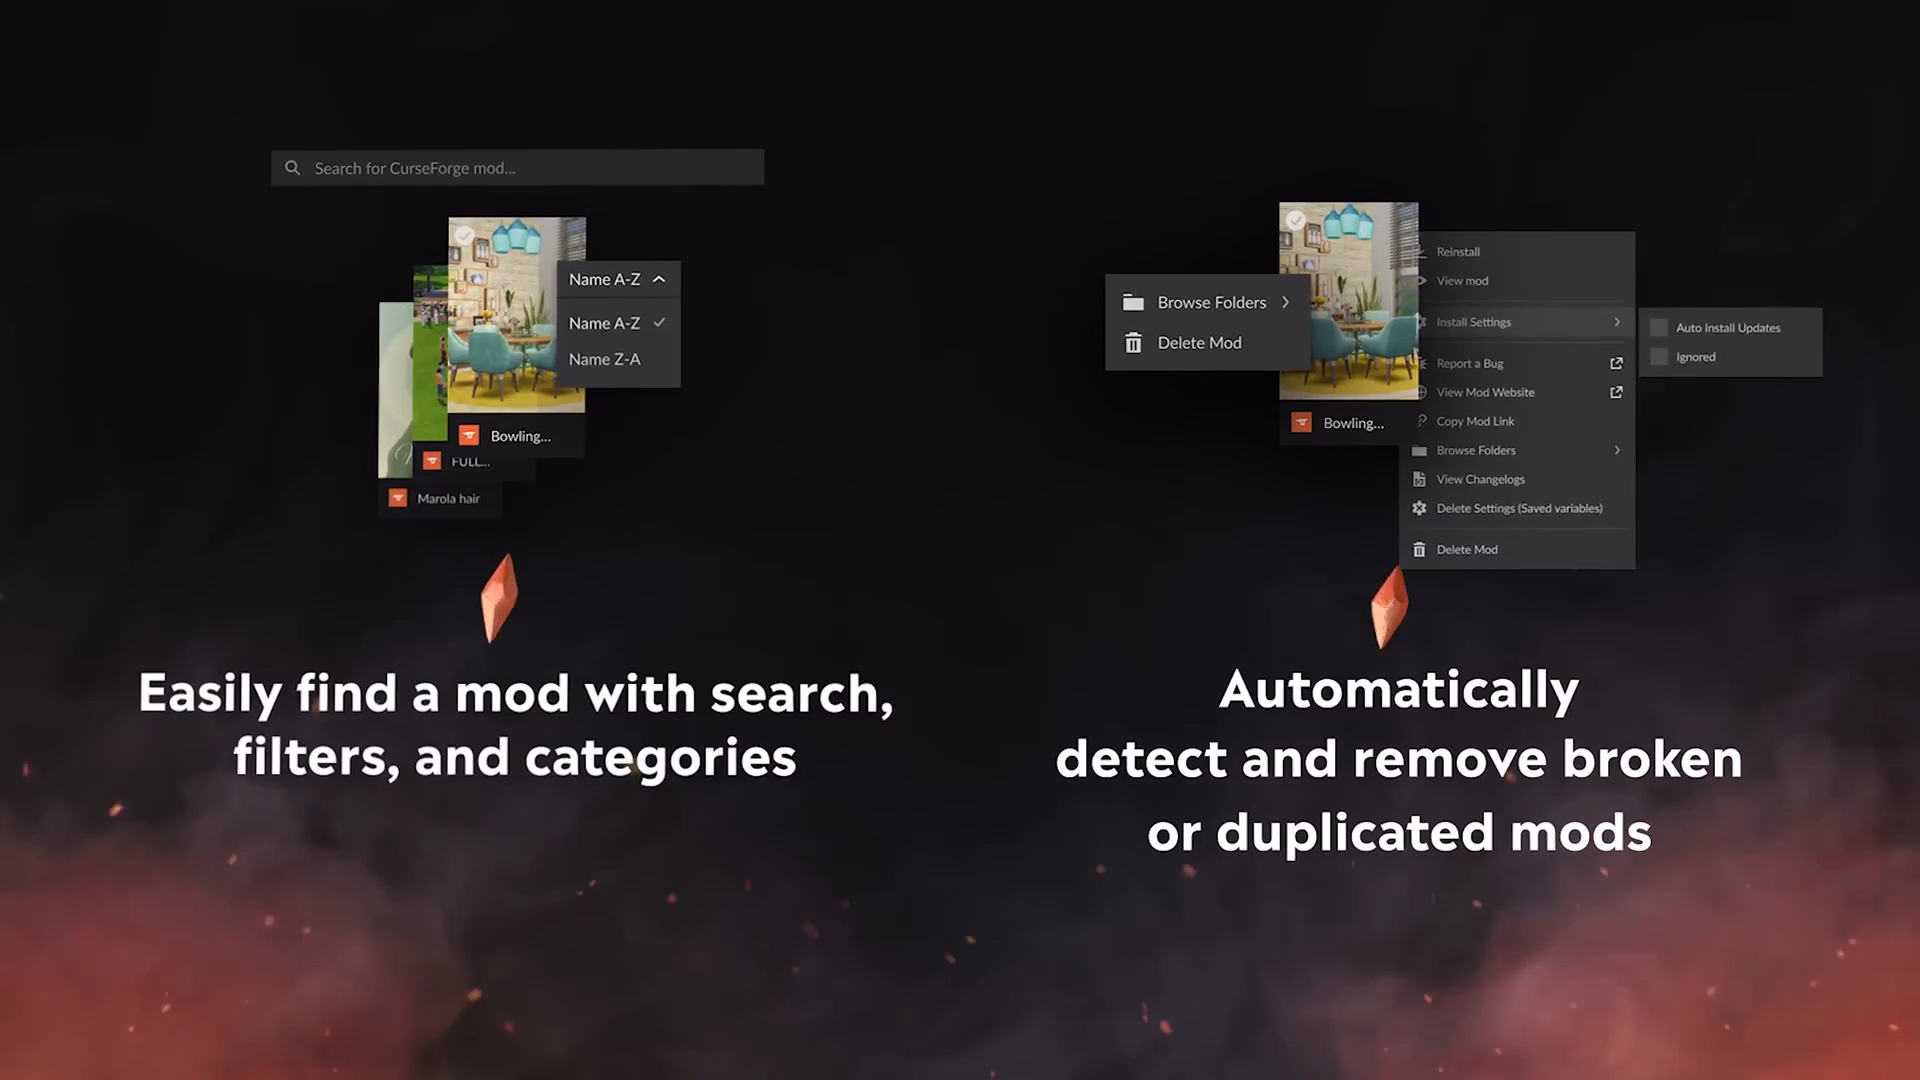 Search for CurseForge mod...
Name A-Z
Name A-Z
Name Z-A
Bowling...
FULL...
Marola hair
Easily find a mod with search,
filters, and categories
Browse Folders
Delete Mod
Bowling...
Reinstall
View mod
Install Settings
Auto Install Updates
Ignored
Report a Bug
View Mod Website
Copy Mod Link
Browse Folders
View Changelogs
Delete Settings (Saved variables)
Delete Mod
Automatically
detect and remove broken
or duplicated mods